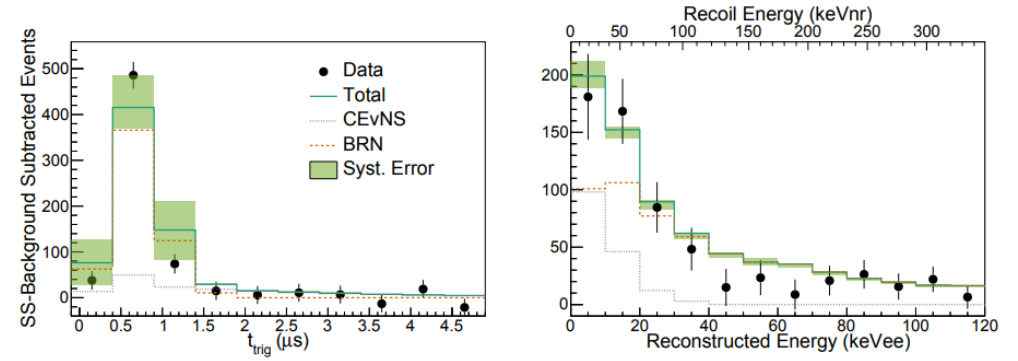 SS-Background Subtracted Events
500
400
300
200
100
0
0 0.5 1 1.5 2 2.5 3 3.5 4 4.5
t_trig (μs)
Data
Total
CEvNS
BRN
Syst. Error
Recoil Energy (keVnr)
0 50 100 150 200 250 300
200
150
100
50
0
0 20 40 60 80 100 120
Reconstructed Energy (keVee)